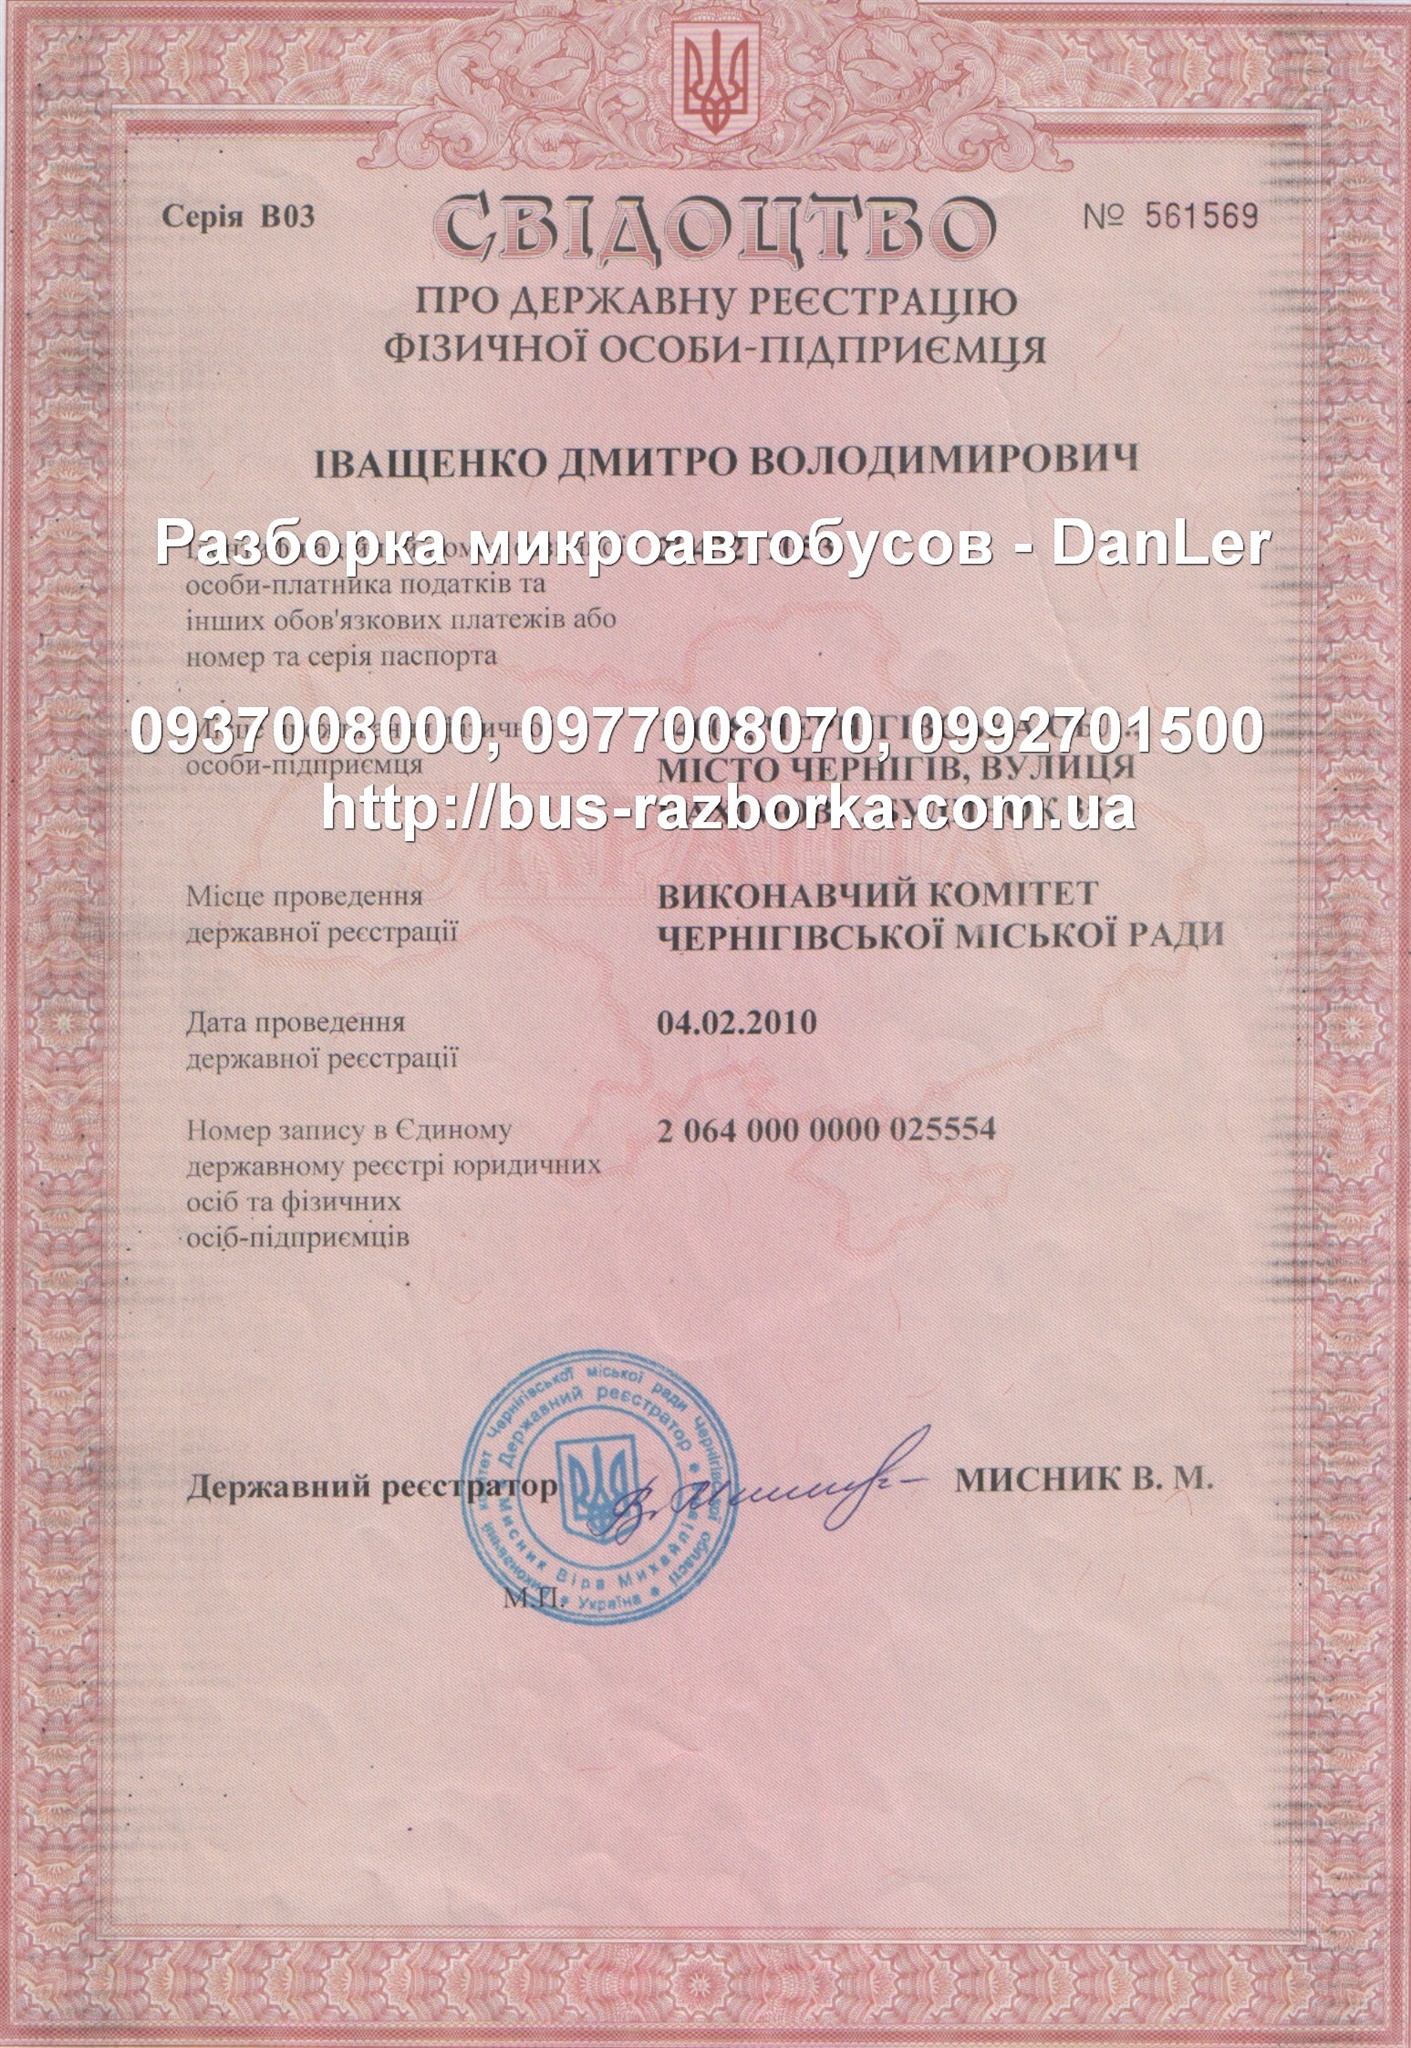 Серія В03
СВІДОЦТВО
№ 561569
ПРО ДЕРЖАВНУ РЕЄСТРАЦІЮ
ФІЗИЧНОЇ ОСОБИ-ПІДПРИЄМЦЯ
ІВАЩЕНКО ДМИТРО ВОЛОДИМИРОВИЧ
Разборка микроавтобусов - DanLer
особи-платника податків та
інших обов'язкових платежів або
номер та серія паспорта
0937008000, 0977008070, 0992701500
особи-підприємця
МІСТО ЧЕРНІГІВ, ВУЛИЦЯ
http://bus-razborka.com.ua
УКРАЇНА
Місце проведення
державної реєстрації
ВИКОНАВЧИЙ КОМІТЕТ
ЧЕРНІГІВСЬКОЇ МІСЬКОЇ РАДИ
Дата проведення
державної реєстрації
04.02.2010
Номер запису в Єдиному
державному реєстрі юридичних
осіб та фізичних
осіб-підприємців
2 064 000 0000 025554
Державний реєстратор
МИСНИК В. М.
М.П.
Виконавчий комітет Чернігівської міської ради Чернігівської області * Україна *
Державний реєстратор * Мисник Віра Михайлівна